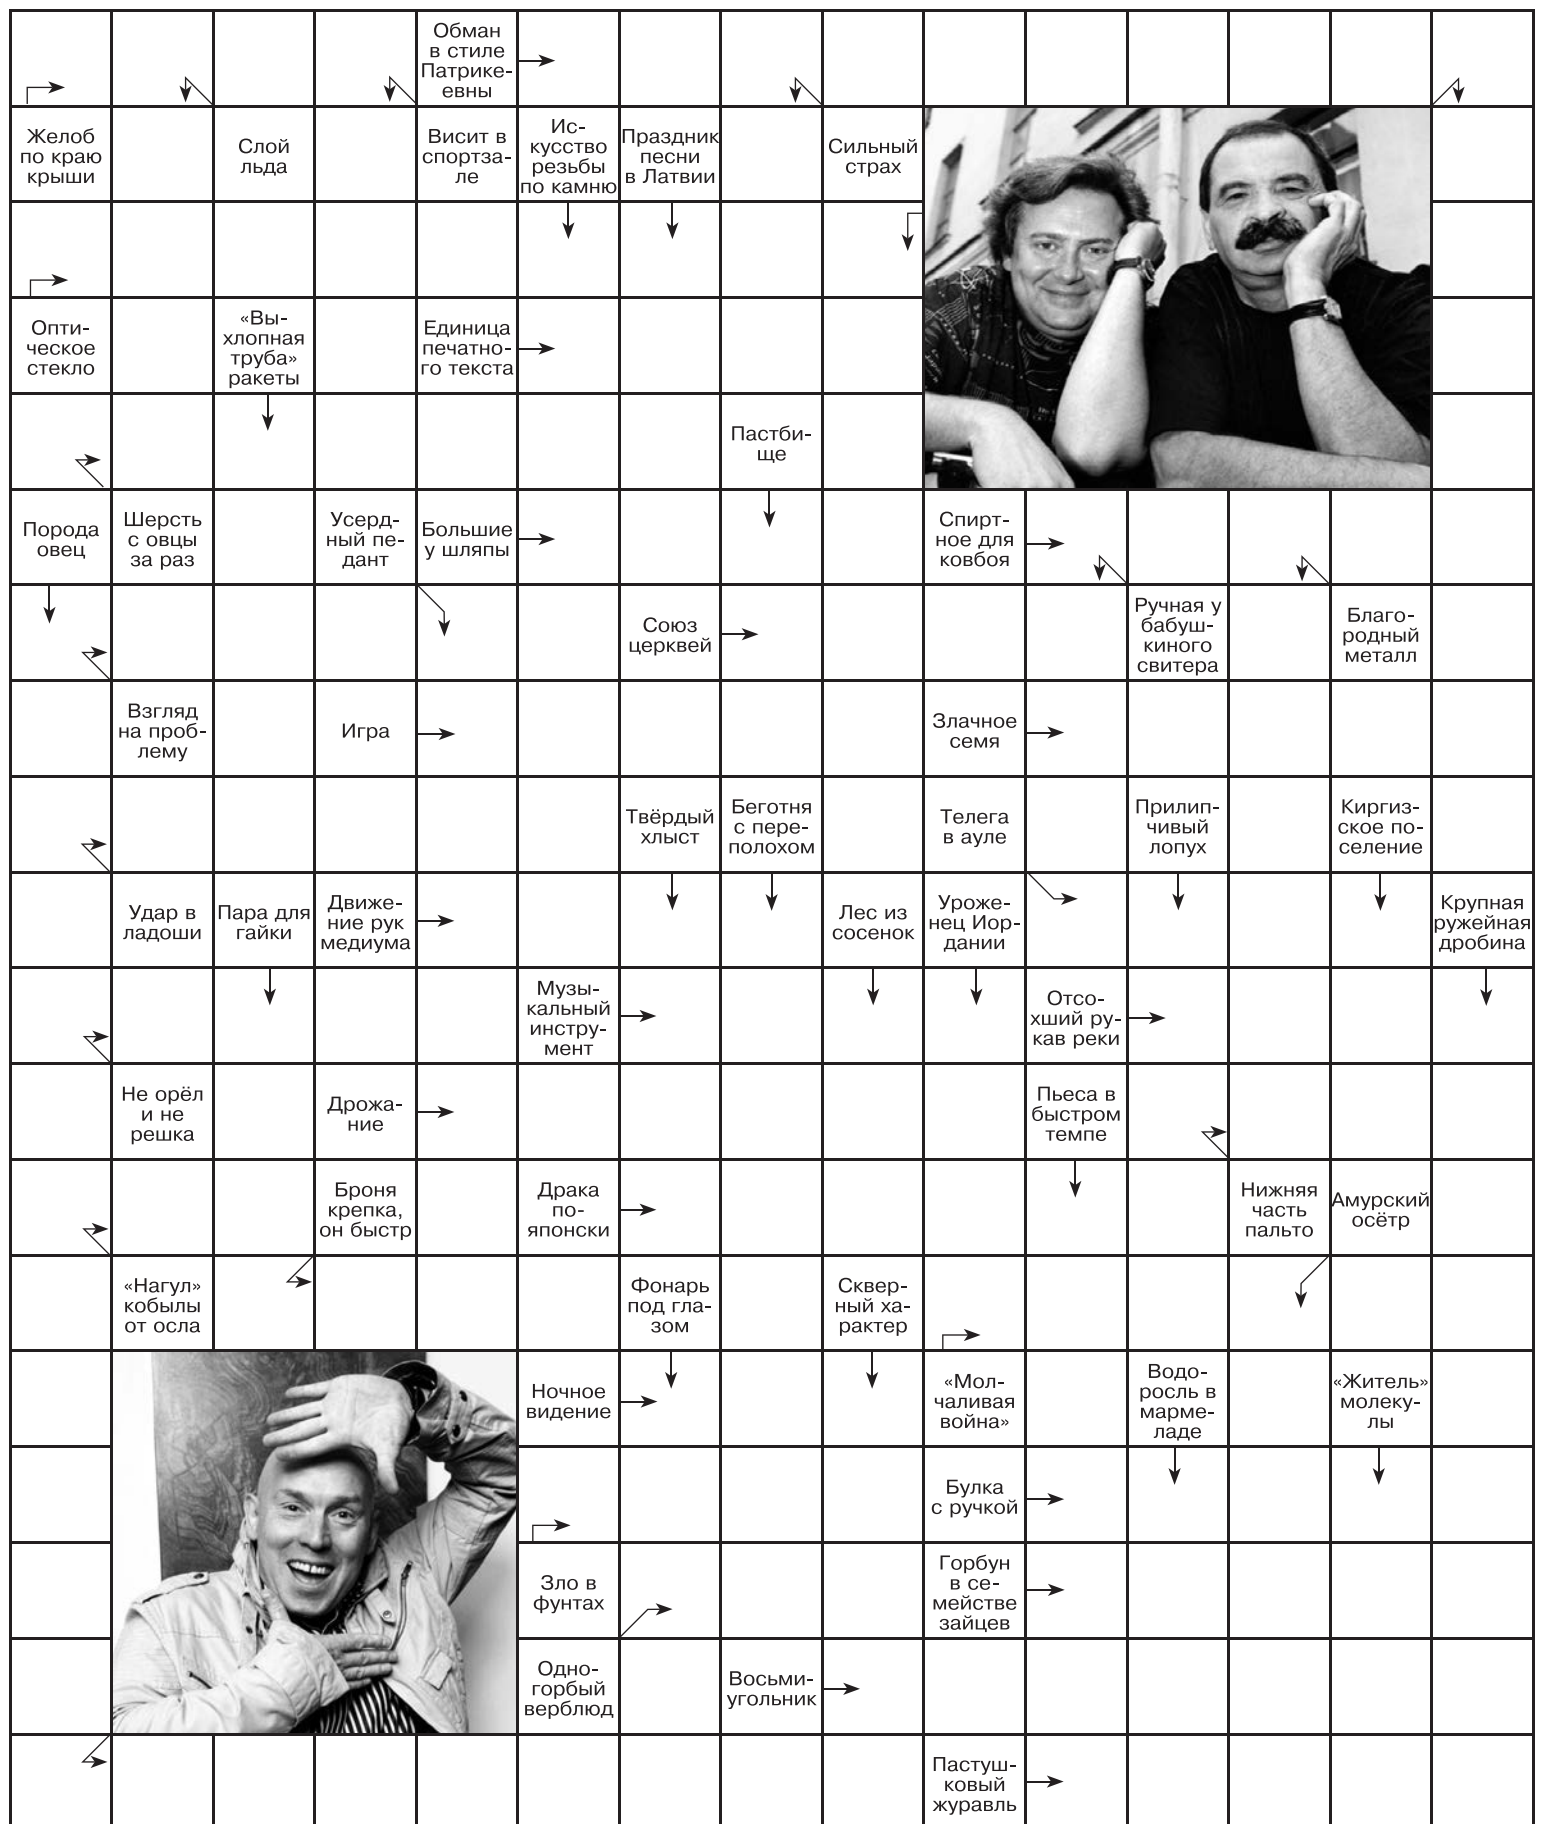 Обман
в стиле
Патрике-
евны
Желоб
по краю
крыши
Слой
льда
Висит в
спортза-
ле
Ис-
кусство
резьбы
по камню
Праздник
песни
в Латвии
Сильный
страх
Опти-
ческое
стекло
«Вы-
хлопная
труба»
ракеты
Единица
печатно-
го текста
Пастби-
ще
Порода
овец
Шерсть
с овцы
за раз
Усерд-
ный пе-
дант
Большие
у шляпы
Спирт-
ное для
ковбоя
Союз
церквей
Ручная у
бабуш-
киного
свитера
Благо-
родный
металл
Взгляд
на проб-
лему
Игра
Злачное
семя
Твёрдый
хлыст
Беготня
с пере-
полохом
Телега
в ауле
Прилип-
чивый
лопух
Киргиз-
ское по-
селение
Удар в
ладоши
Пара для
гайки
Движе-
ние рук
медиума
Лес из
сосенок
Уроже-
нец Иор-
дании
Крупная
ружейная
дробина
Музы-
кальный
инстру-
мент
Отсо-
хший ру-
кав реки
Не орёл
и не
решка
Дрожа-
ние
Пьеса в
быстром
темпе
Броня
крепка,
он быстр
Драка
по-
японски
Нижняя
часть
пальто
Амурский
осётр
«Нагул»
кобылы
от осла
Фонарь
под гла-
зом
Сквер-
ный ха-
рактер
Ночное
видение
«Мол-
чаливая
война»
Водо-
росль в
марме-
ладе
«Житель»
молеку-
лы
Булка
с ручкой
Зло в
фунтах
Горбун
в се-
мействе
зайцев
Одно-
горбый
верблюд
Восьми-
угольник
Пастуш-
ковый
журавль